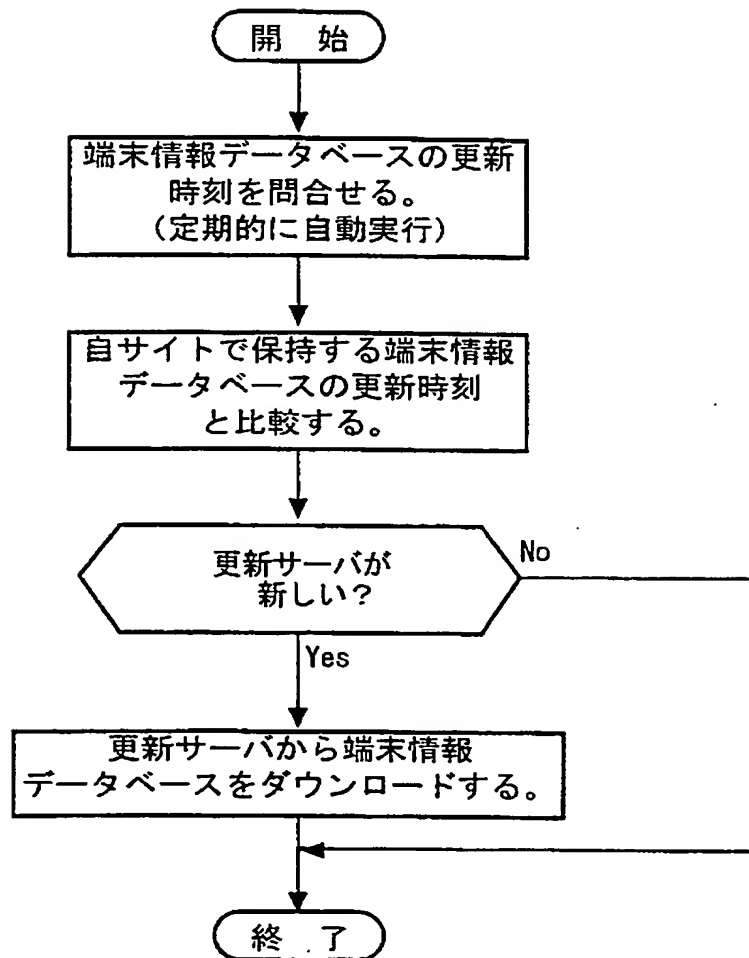 開 始
端末情報データベースの更新
時刻を問合せる。
(定期的に自動実行)
自サイトで保持する端末情報
データベースの更新時刻
と比較する。
更新サーバが
新しい?
No
Yes
更新サーバから端末情報
データベースをダウンロードする。
終 了